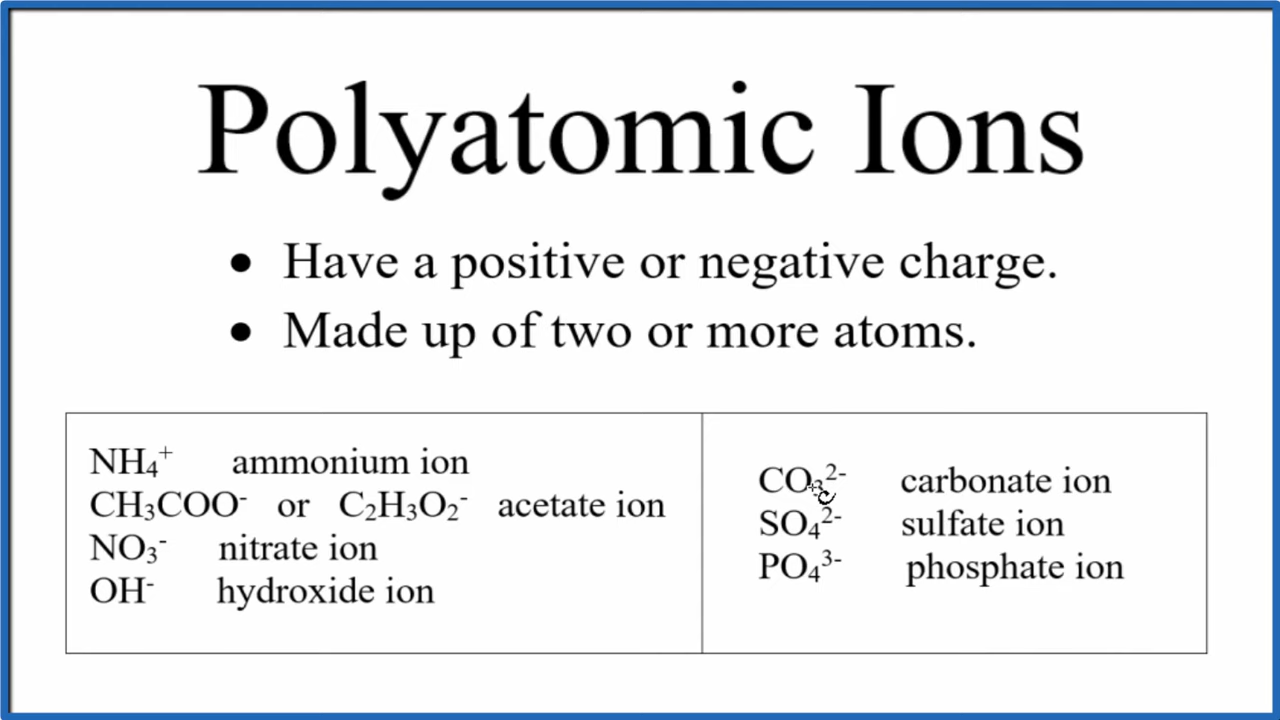 Polyatomic Ions
• Have a positive or negative charge.
• Made up of two or more atoms.
NH₄⁺ ammonium ion
CH₃COO⁻ or C₂H₃O₂⁻ acetate ion
NO₃⁻ nitrate ion
OH⁻ hydroxide ion
CO₃²⁻ carbonate ion
SO₄²⁻ sulfate ion
PO₄³⁻ phosphate ion